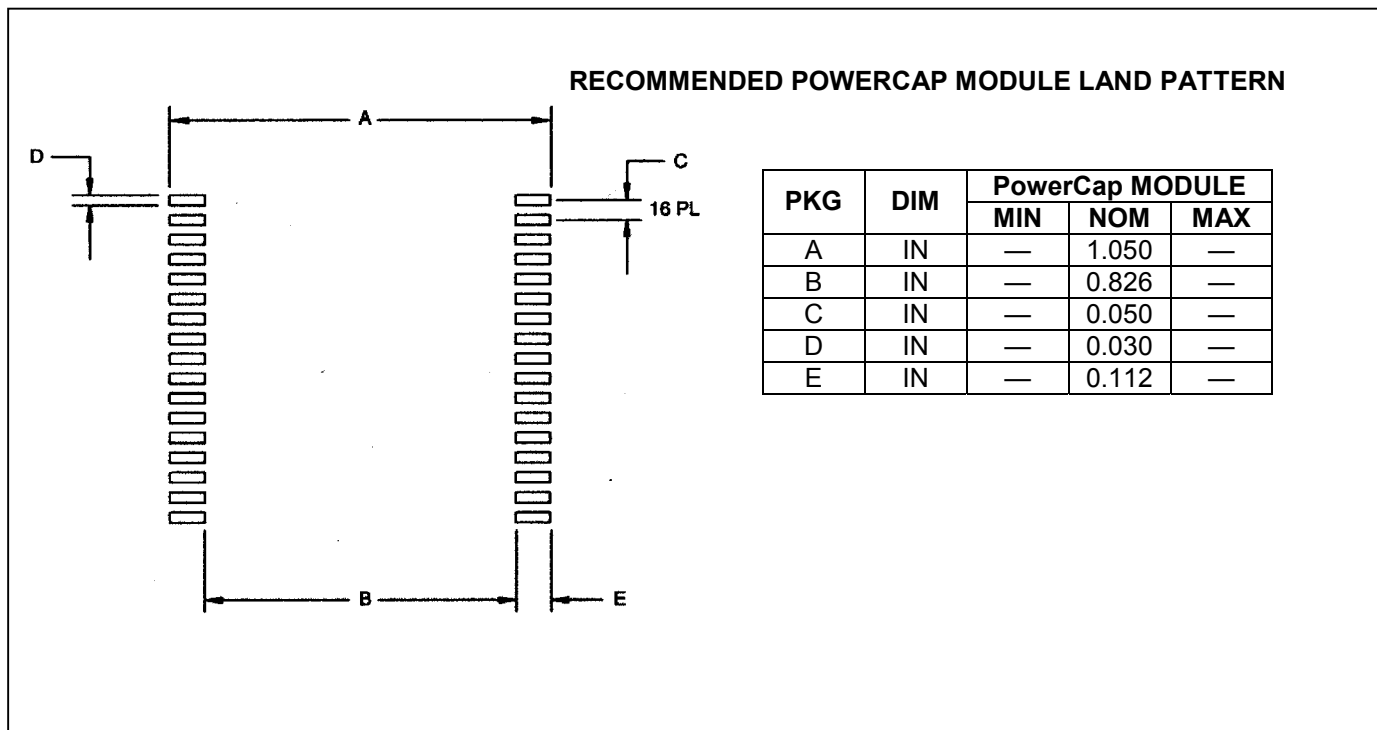 RECOMMENDED POWERCAP MODULE LAND PATTERN
A
D
C
16 PL
B
E
PKG DIM PowerCap MODULE
MIN NOM MAX
A IN — 1.050 —
B IN — 0.826 —
C IN — 0.050 —
D IN — 0.030 —
E IN — 0.112 —